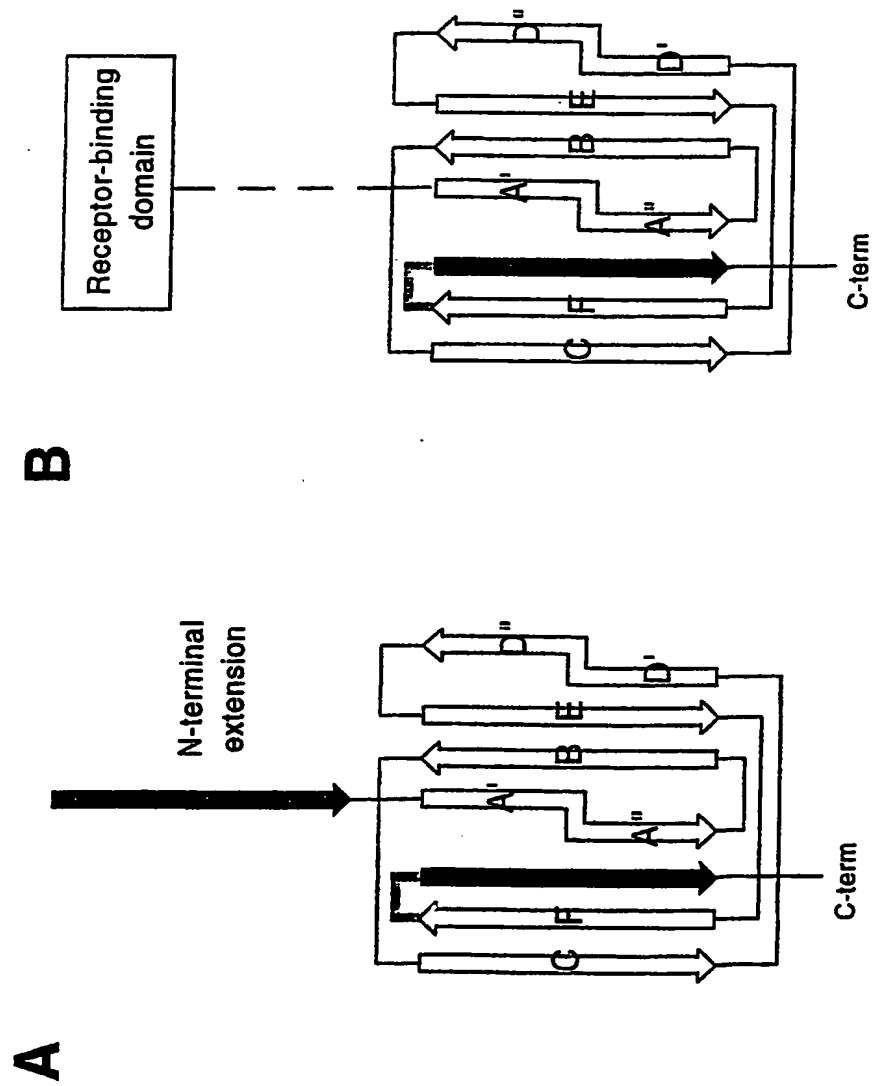 A
N-terminal
extension
C
F
A'
A"
B
E
D'
D"
C-term
B
Receptor-binding
domain
C
F
A'
A"
B
E
D'
D"
C-term